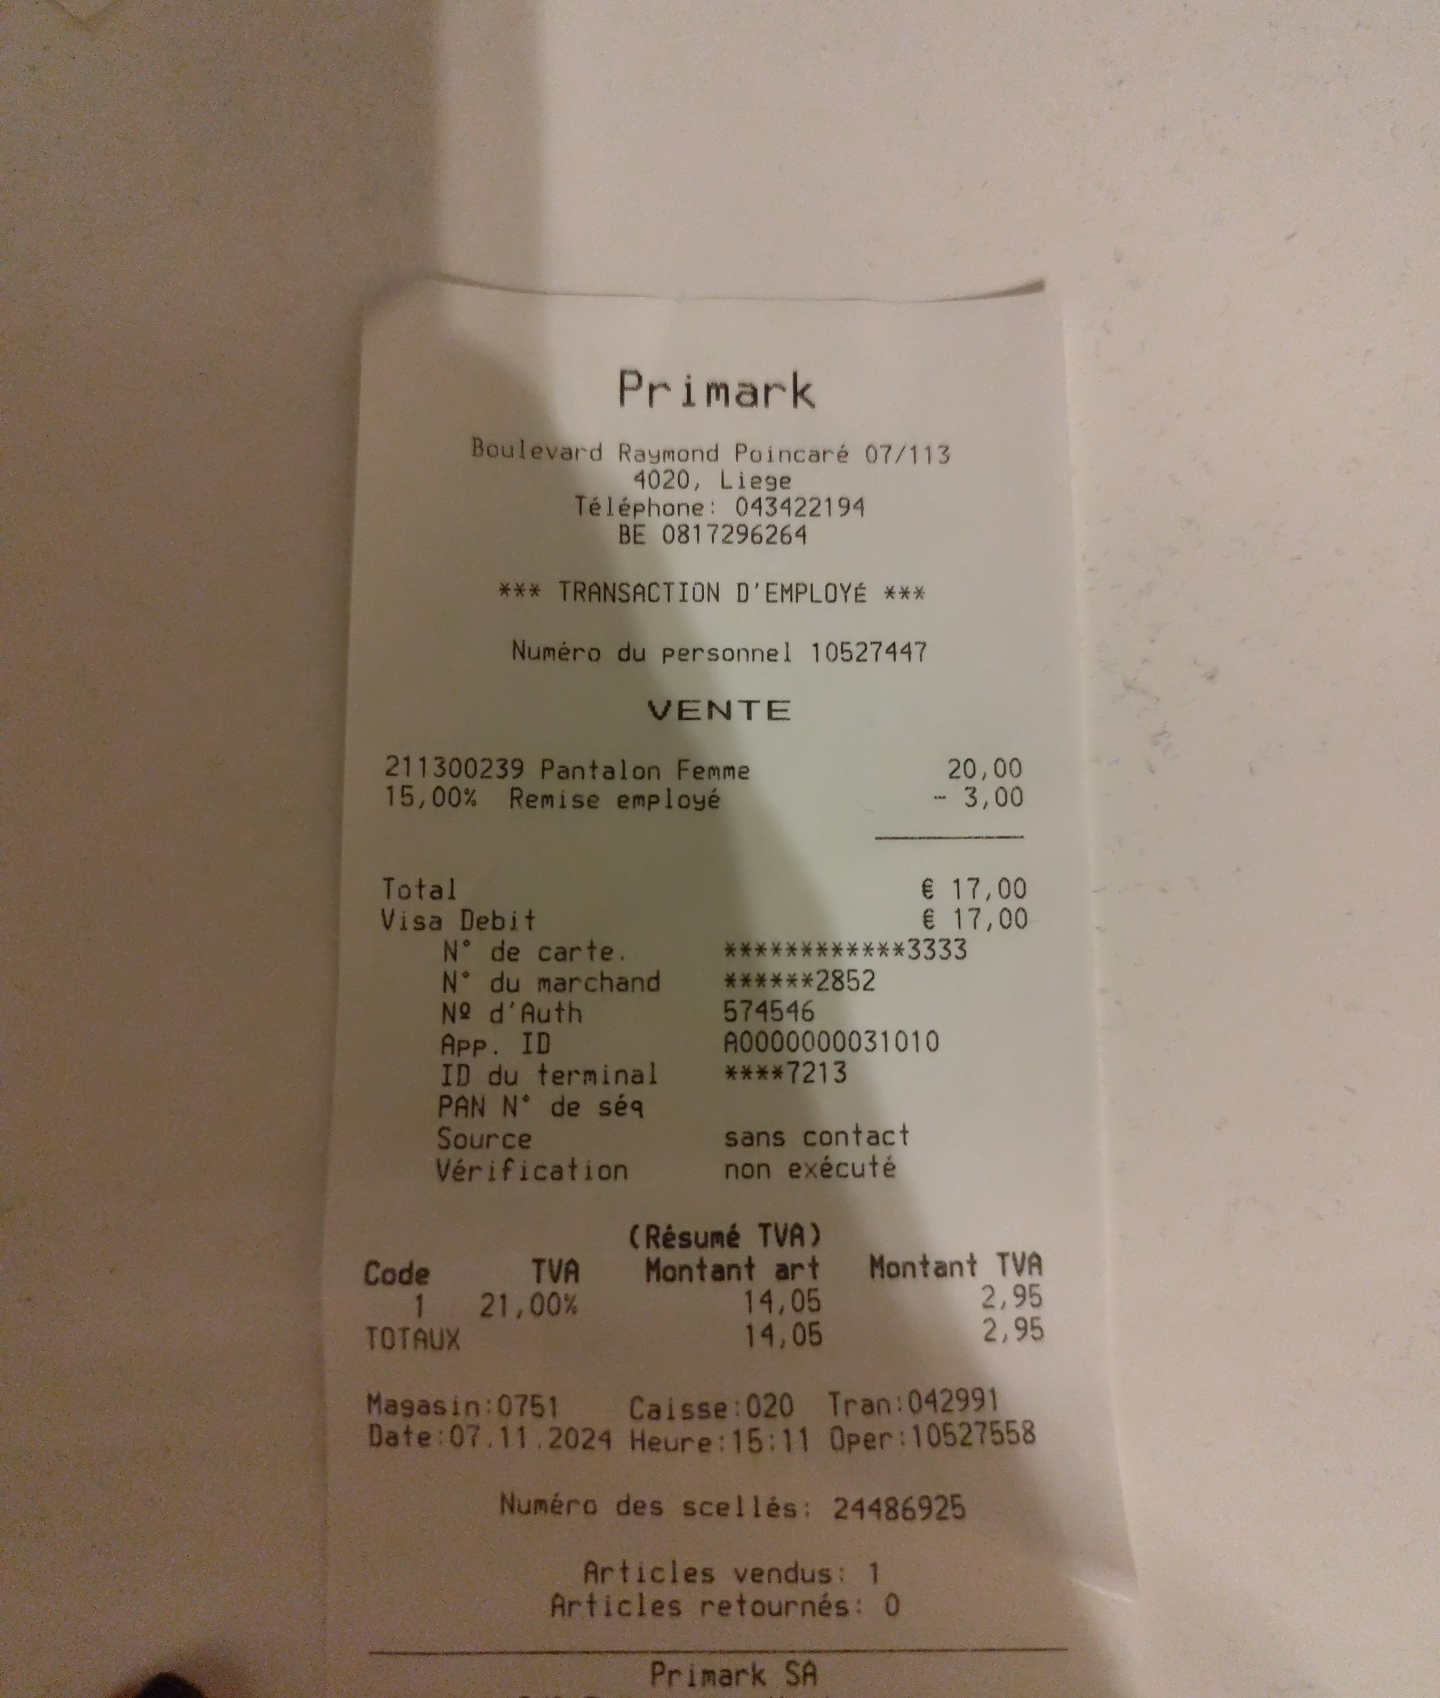 Primark
Boulevard Raymond Poincaré 07/113
4020, Liege
Téléphone: 043422194
BE 0817296264
*** TRANSACTION D'EMPLOYÉ ***
Numéro du personnel 10527447
VENTE
211300239 Pantalon Femme 20,00
15,00% Remise employé - 3,00
Total € 17,00
Visa Debit € 17,00
N° de carte. ************3333
N° du marchand ******2852
Nº d'Auth 574546
App. ID A0000000031010
ID du terminal ****7213
PAN N° de séq
Source sans contact
Vérification non exécuté
(Résumé TVA)
Code TVA Montant art Montant TVA
1 21,00% 14,05 2,95
TOTAUX 14,05 2,95
Magasin:0751 Caisse:020 Tran:042991
Date:07.11.2024 Heure:15:11 Oper:10527558
Numéro des scellés: 24486925
Articles vendus: 1
Articles retournés: 0
Primark SA